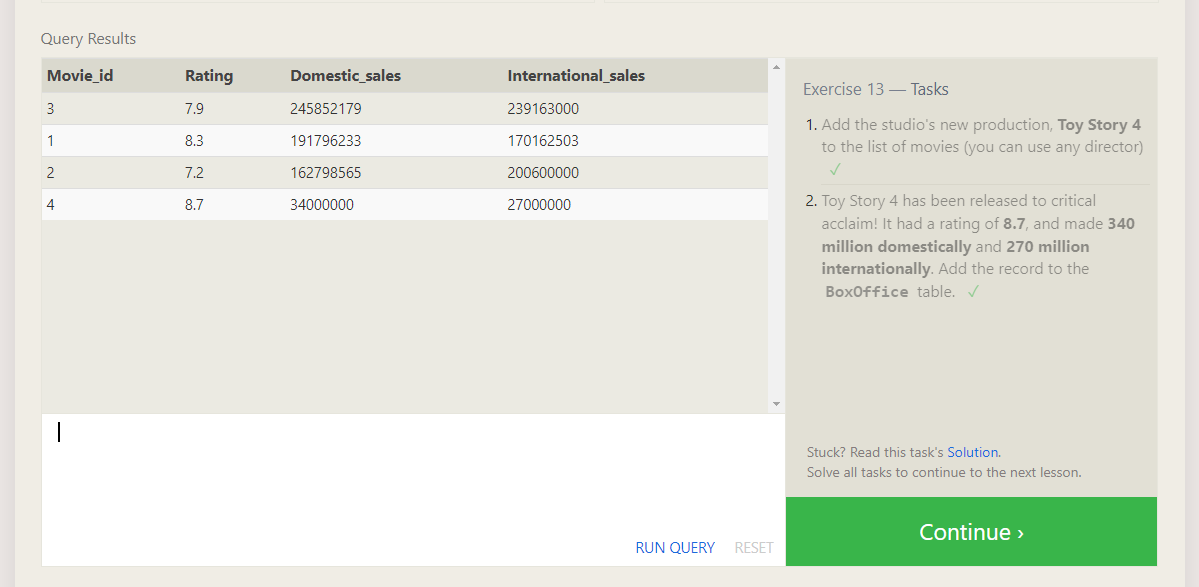 Query Results
Movie_id Rating Domestic_sales International_sales
3 7.9 245852179 239163000
1 8.3 191796233 170162503
2 7.2 162798565 200600000
4 8.7 34000000 27000000
RUN QUERY RESET
Exercise 13 — Tasks
1. Add the studio's new production, Toy Story 4
to the list of movies (you can use any director)
✓
2. Toy Story 4 has been released to critical
acclaim! It had a rating of 8.7, and made 340
million domestically and 270 million
internationally. Add the record to the
BoxOffice table. ✓
Stuck? Read this task's Solution.
Solve all tasks to continue to the next lesson.
Continue ›